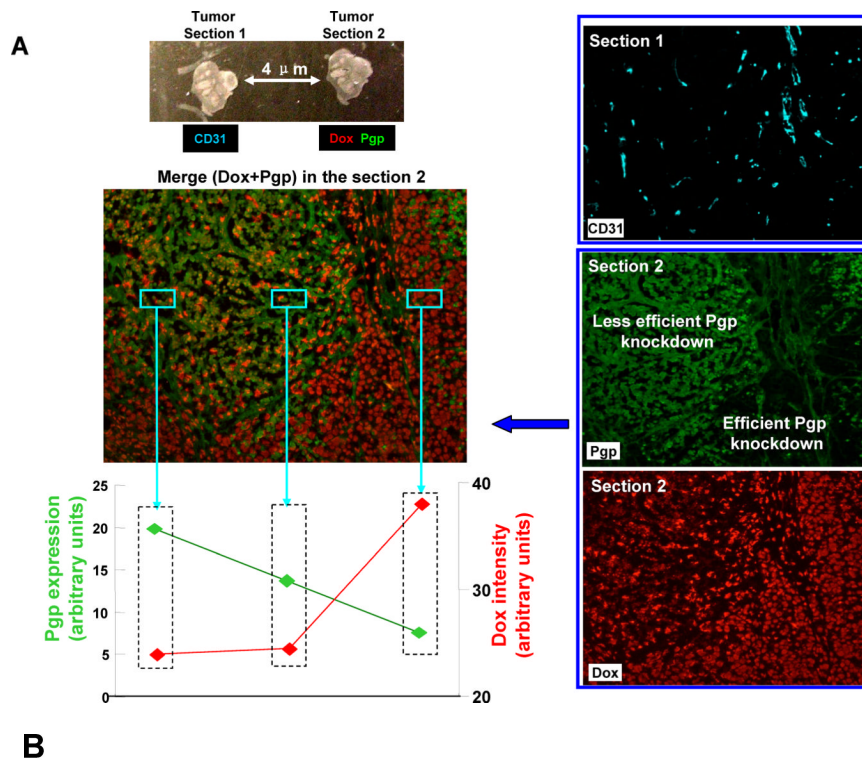 A
Tumor
Section 1
Tumor
Section 2
4 μm
CD31
Dox Pgp
Merge (Dox+Pgp) in the section 2
Section 1
CD31
Section 2
Less efficient Pgp
knockdown
Efficient Pgp
knockdown
Pgp
Section 2
Dox
Pgp expression
(arbitrary units)
25
20
15
10
5
0
40
30
20
Dox intensity
(arbitrary units)
B